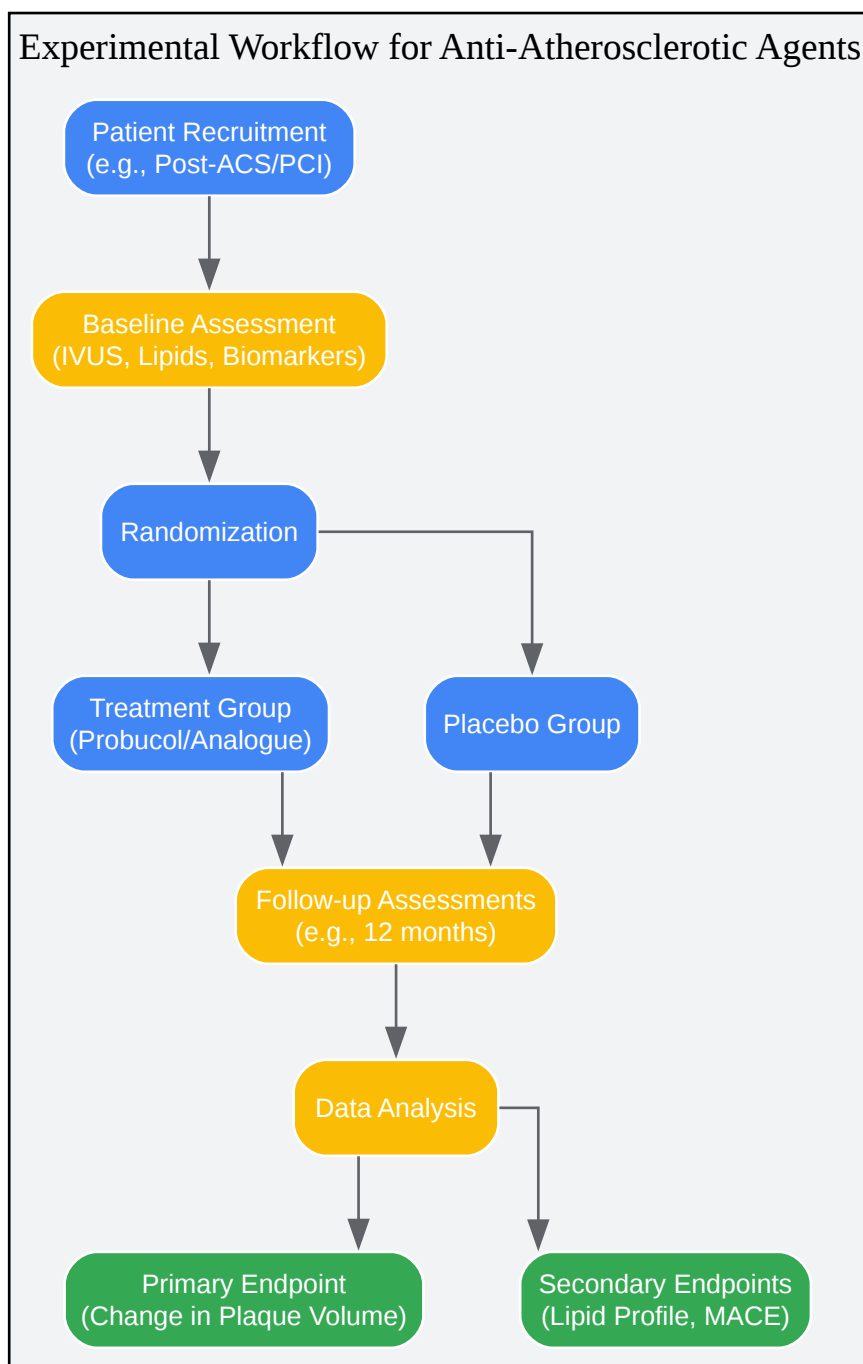 Experimental Workflow for Anti-Atherosclerotic Agents
Patient Recruitment
(e.g., Post-ACS/PCI)
Baseline Assessment
(IVUS, Lipids, Biomarkers)
Randomization
Treatment Group
(Probucol/Analogue)
Placebo Group
Follow-up Assessments
(e.g., 12 months)
Data Analysis
Primary Endpoint
(Change in Plaque Volume)
Secondary Endpoints
(Lipid Profile, MACE)